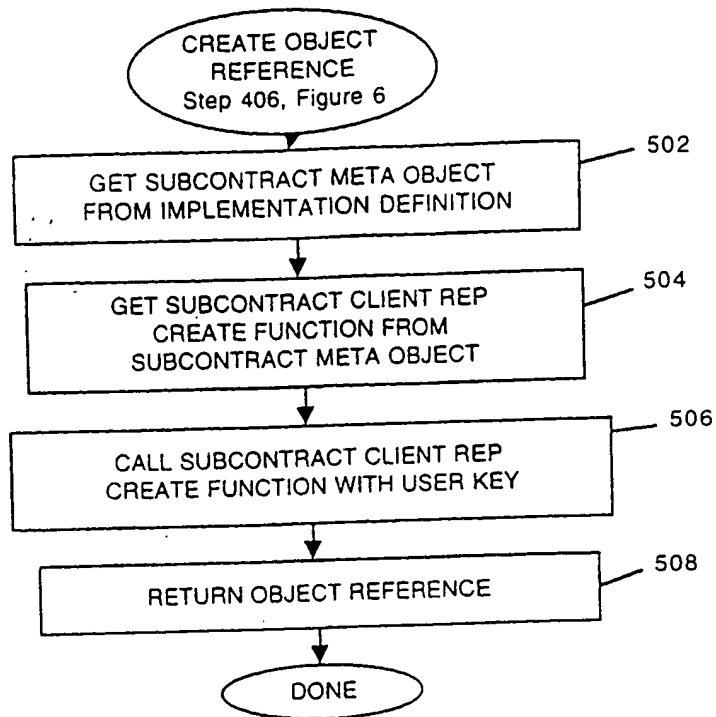 CREATE OBJECT
REFERENCE
Step 406, Figure 6
502
GET SUBCONTRACT META OBJECT
FROM IMPLEMENTATION DEFINITION
504
GET SUBCONTRACT CLIENT REP
CREATE FUNCTION FROM
SUBCONTRACT META OBJECT
506
CALL SUBCONTRACT CLIENT REP
CREATE FUNCTION WITH USER KEY
508
RETURN OBJECT REFERENCE
DONE